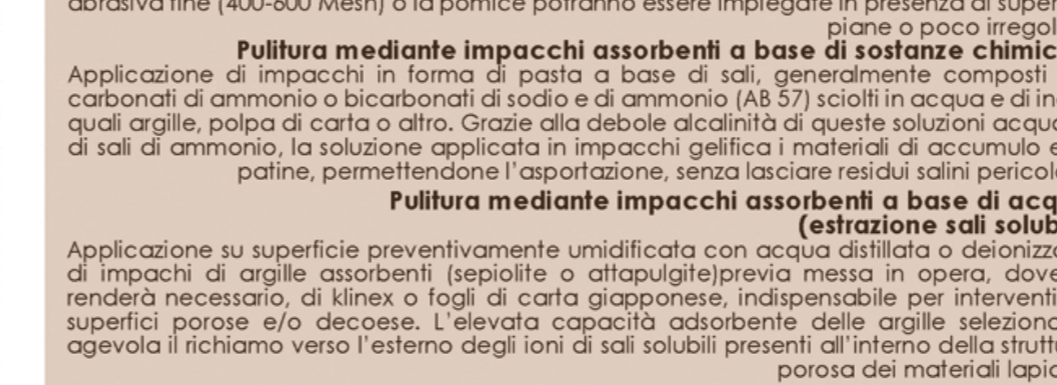 abrasiva fine (400-600 Mesh) o la pomice potranno essere impiegate in presenza di super
piane o poco irregol
Pulitura mediante impacchi assorbenti a base di sostanze chimic
Applicazione di impacchi in forma di pasta a base di sali, generalmente composti
carbonati di ammonio o bicarbonati di sodio e di ammonio (AB 57) sciolti in acqua e di in
quali argille, polpa di carta o altro. Grazie alla debole alcalinità di queste soluzioni acquo
di sali di ammonio, la soluzione applicata in impacchi gelifica i materiali di accumulo e
patine, permettendone l'asportazione, senza lasciare residui salini pericol
Pulitura mediante impacchi assorbenti a base di acq
(estrazione sali solub
Applicazione su superficie preventivamente umidificata con acqua distillata o deionizza
di impachi di argille assorbenti (sepiolite o attapulgite)previa messa in opera, dove
renderà necessario, di klinex o fogli di carta giapponese, indispensabile per interventi
superfici porose e/o decoese. L'elevata capacità adsorbente delle argille seleziona
agevola il richiamo verso l'esterno degli ioni di sali solubili presenti all'interno della struttu
porosa dei materiali lapid